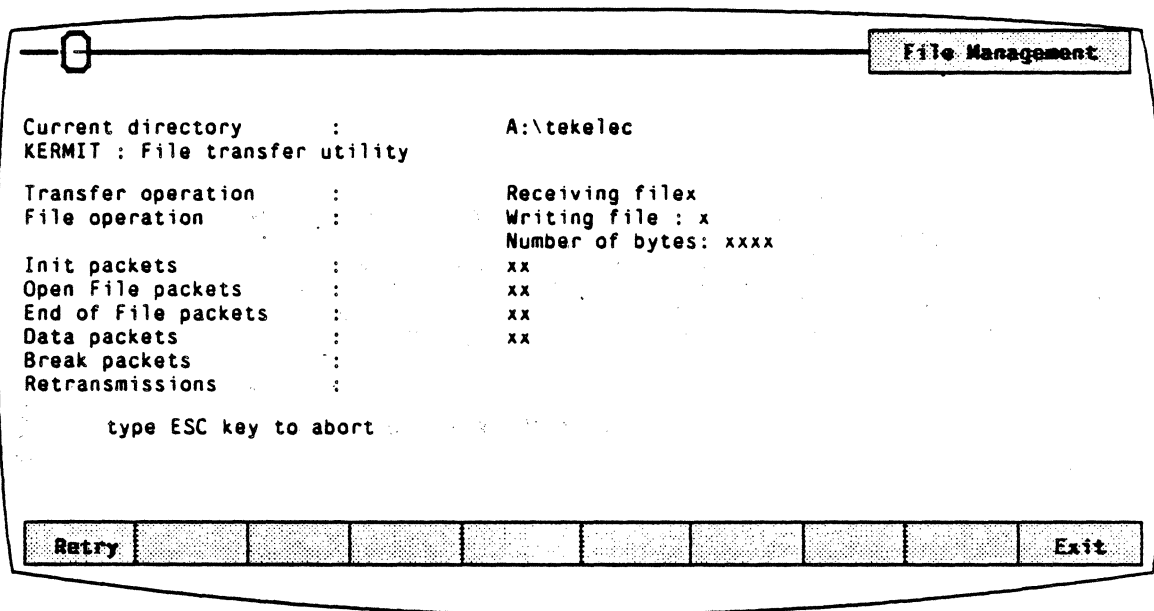 File Management
Current directory : A:\tekelec
KERMIT : File transfer utility
Transfer operation : Receiving filex
File operation : Writing file : x
Number of bytes: xxxx
Init packets : xx
Open File packets : xx
End of File packets : xx
Data packets : xx
Break packets :
Retransmissions :
type ESC key to abort
Retry Exit